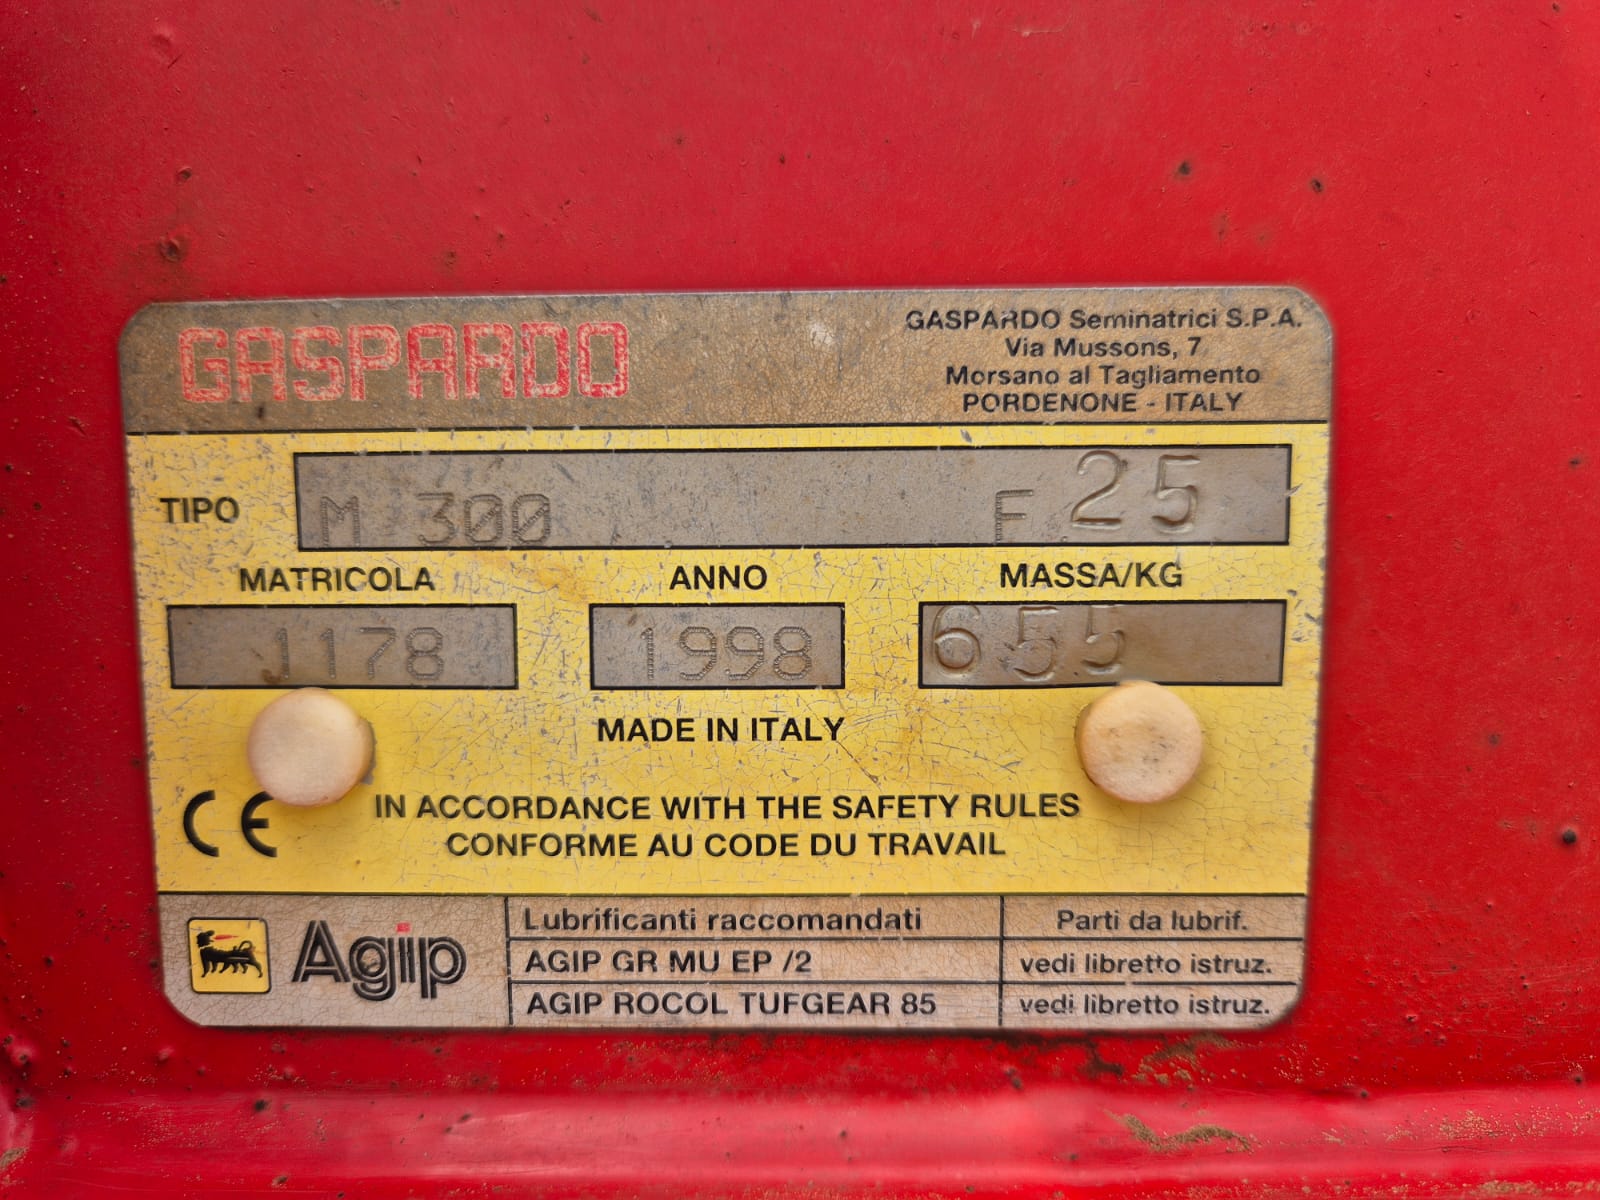 GASPARDO
GASPARDO Seminatrici S.P.A.
Via Mussons, 7
Morsano al Tagliamento
PORDENONE - ITALY
TIPO M 300 F 25
MATRICOLA ANNO MASSA/KG
J1178 1998 655
MADE IN ITALY
CE IN ACCORDANCE WITH THE SAFETY RULES
CONFORME AU CODE DU TRAVAIL
Agip
Lubrificanti raccomandati Parti da lubrif.
AGIP GR MU EP /2 vedi libretto istruz.
AGIP ROCOL TUFGEAR 85 vedi libretto istruz.